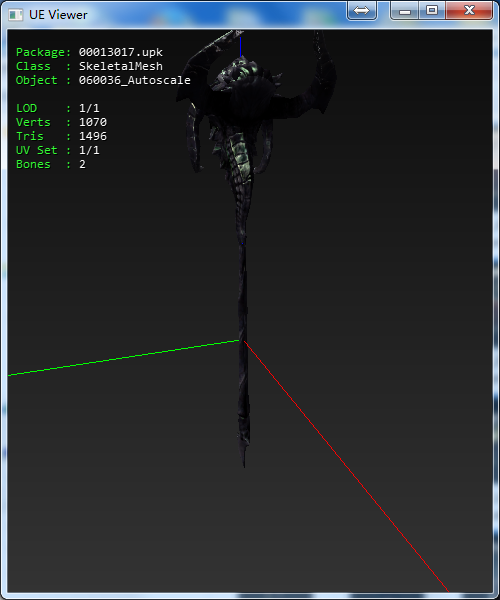 UE Viewer
Package: 00013017.upk
Class : SkeletalMesh
Object : 060036_Autoscale
LOD : 1/1
Verts : 1070
Tris : 1496
UV Set : 1/1
Bones : 2